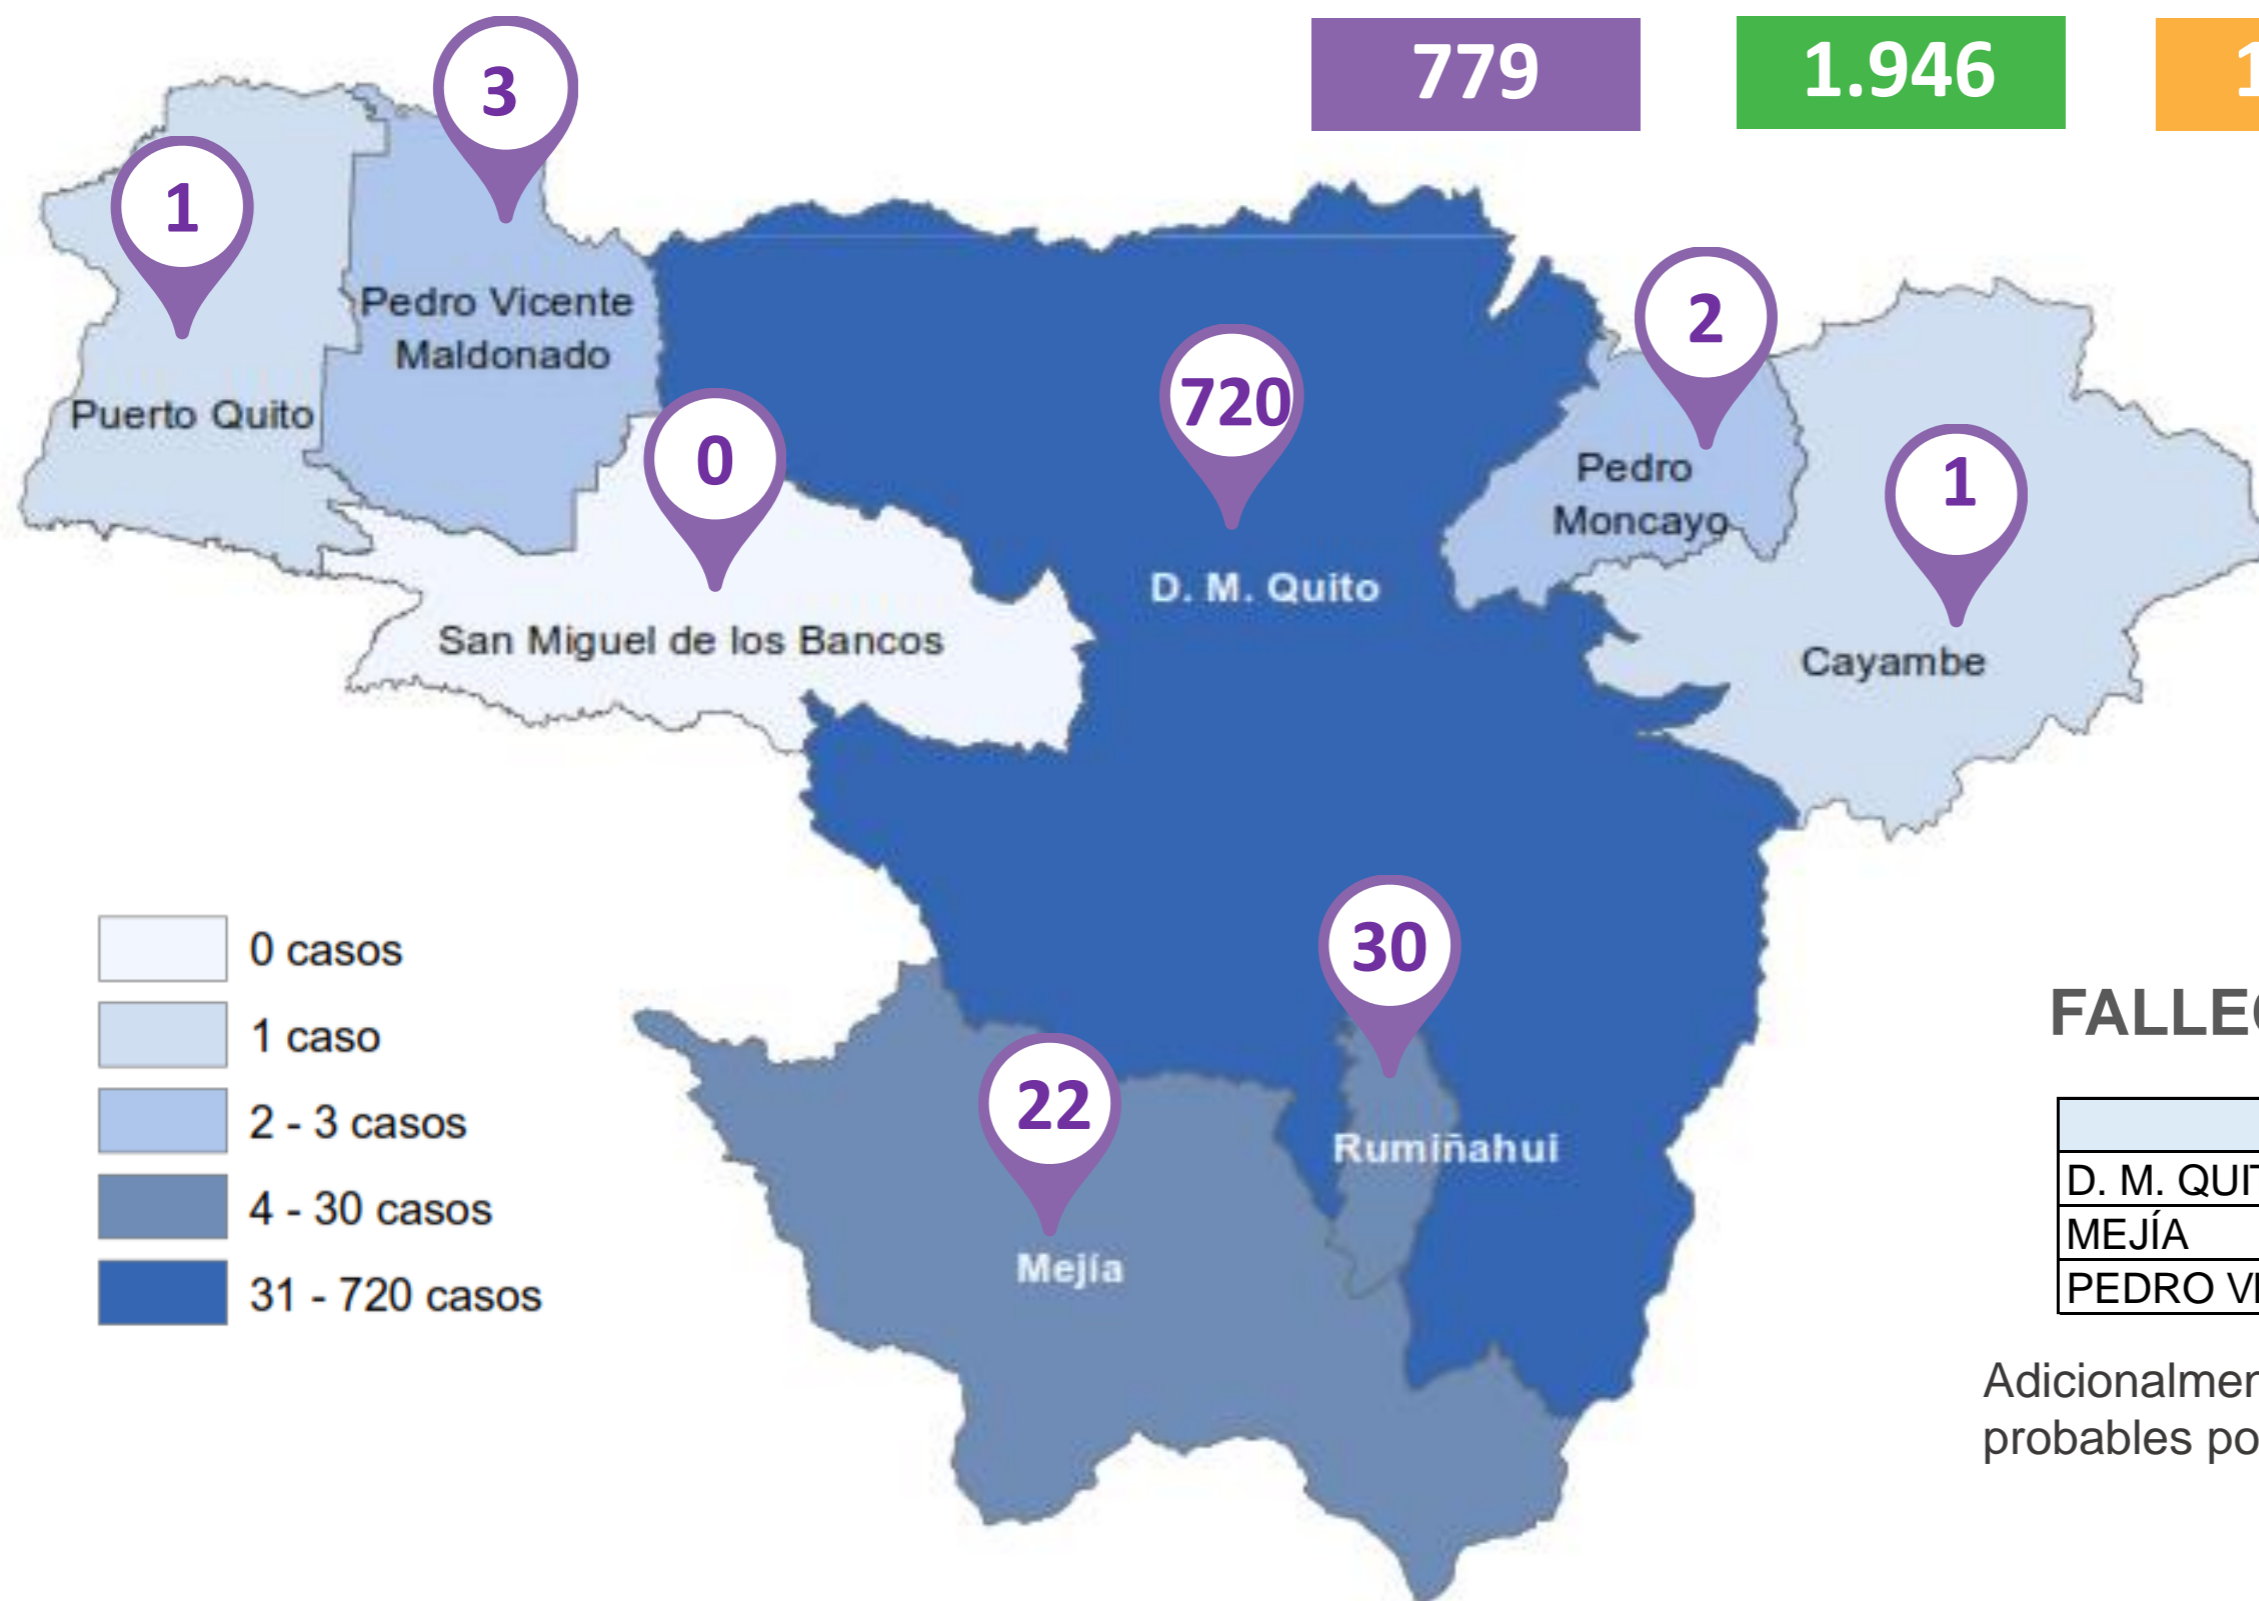 779
1.946
3
1
Pedro Vicente
Maldonado
2
720
Puerto Quito
0
Pedro
Moncayo
1
D. M. Quito
San Miguel de los Bancos
Cayambe
0 casos
1 caso
2 - 3 casos
4 - 30 casos
31 - 720 casos
30
22
Rumiñahui
Mejía
MEJÍA